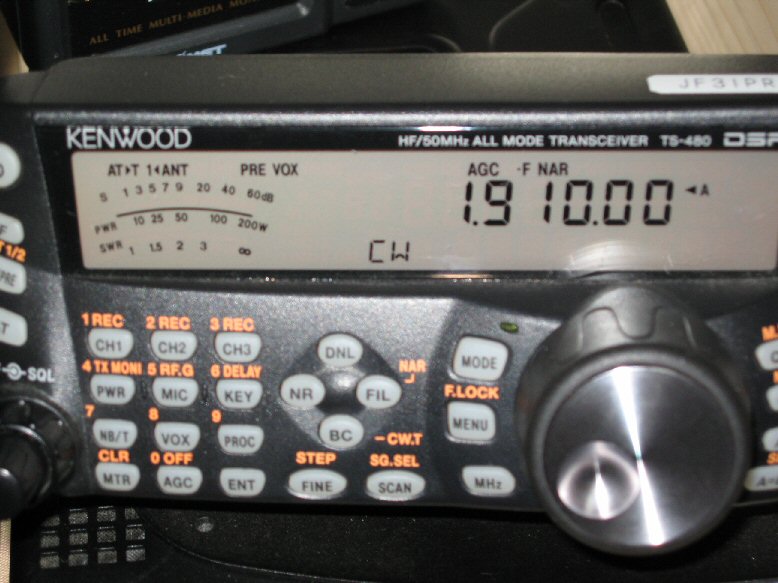 ALL TIME MULTI-MEDIA
JF3IPR
KENWOOD HF/50MHz ALL MODE TRANSCEIVER TS-480 DSP
AT▸T 1◂ANT PRE VOX AGC -F NAR
S 1 3 5 7 9 20 40 60dB
1.910.00 ◂A
PWR 10 25 50 100 200W
SWR 1 1.5 2 3 ∞
CW
T 1/2
PRE
SQL
1 REC 2 REC 3 REC
CH1 CH2 CH3 DNL MODE
4 TX MONI 5 RF.G 6 DELAY NAR
PWR MIC KEY NR FIL F.LOCK
7 8 9
NB/T VOX PROC BC MENU
-CW.T
CLR 0 OFF STEP SG.SEL
MTR AGC ENT FINE SCAN MHz